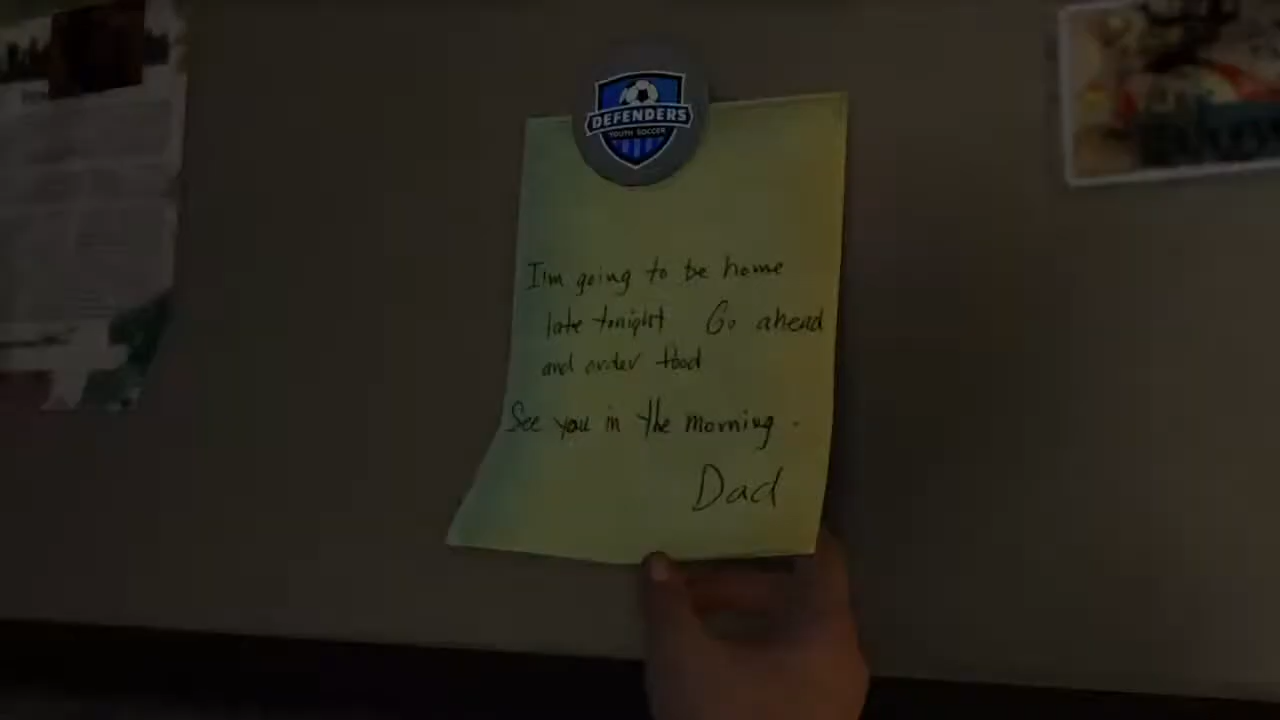 DEFENDERS
YOUTH SOCCER
I'm going to be home
late tonight Go ahead
and order food
See you in the morning.
Dad